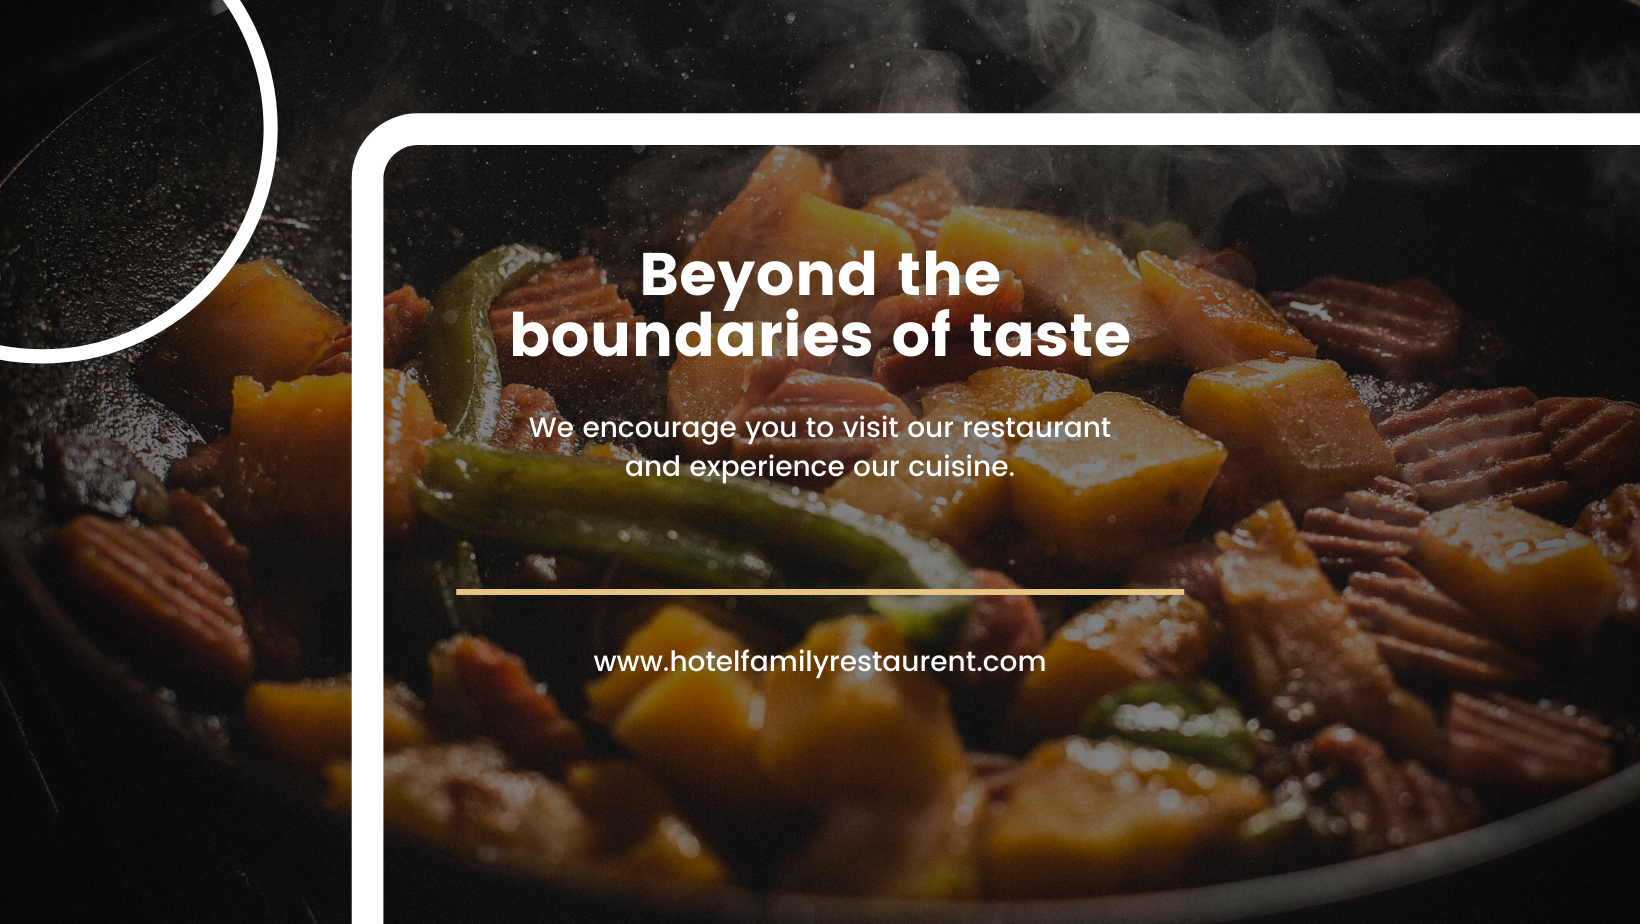 Beyond the
boundaries of taste
We encourage you to visit our restaurant
and experience our cuisine.
www.hotelfamilyrestaurent.com